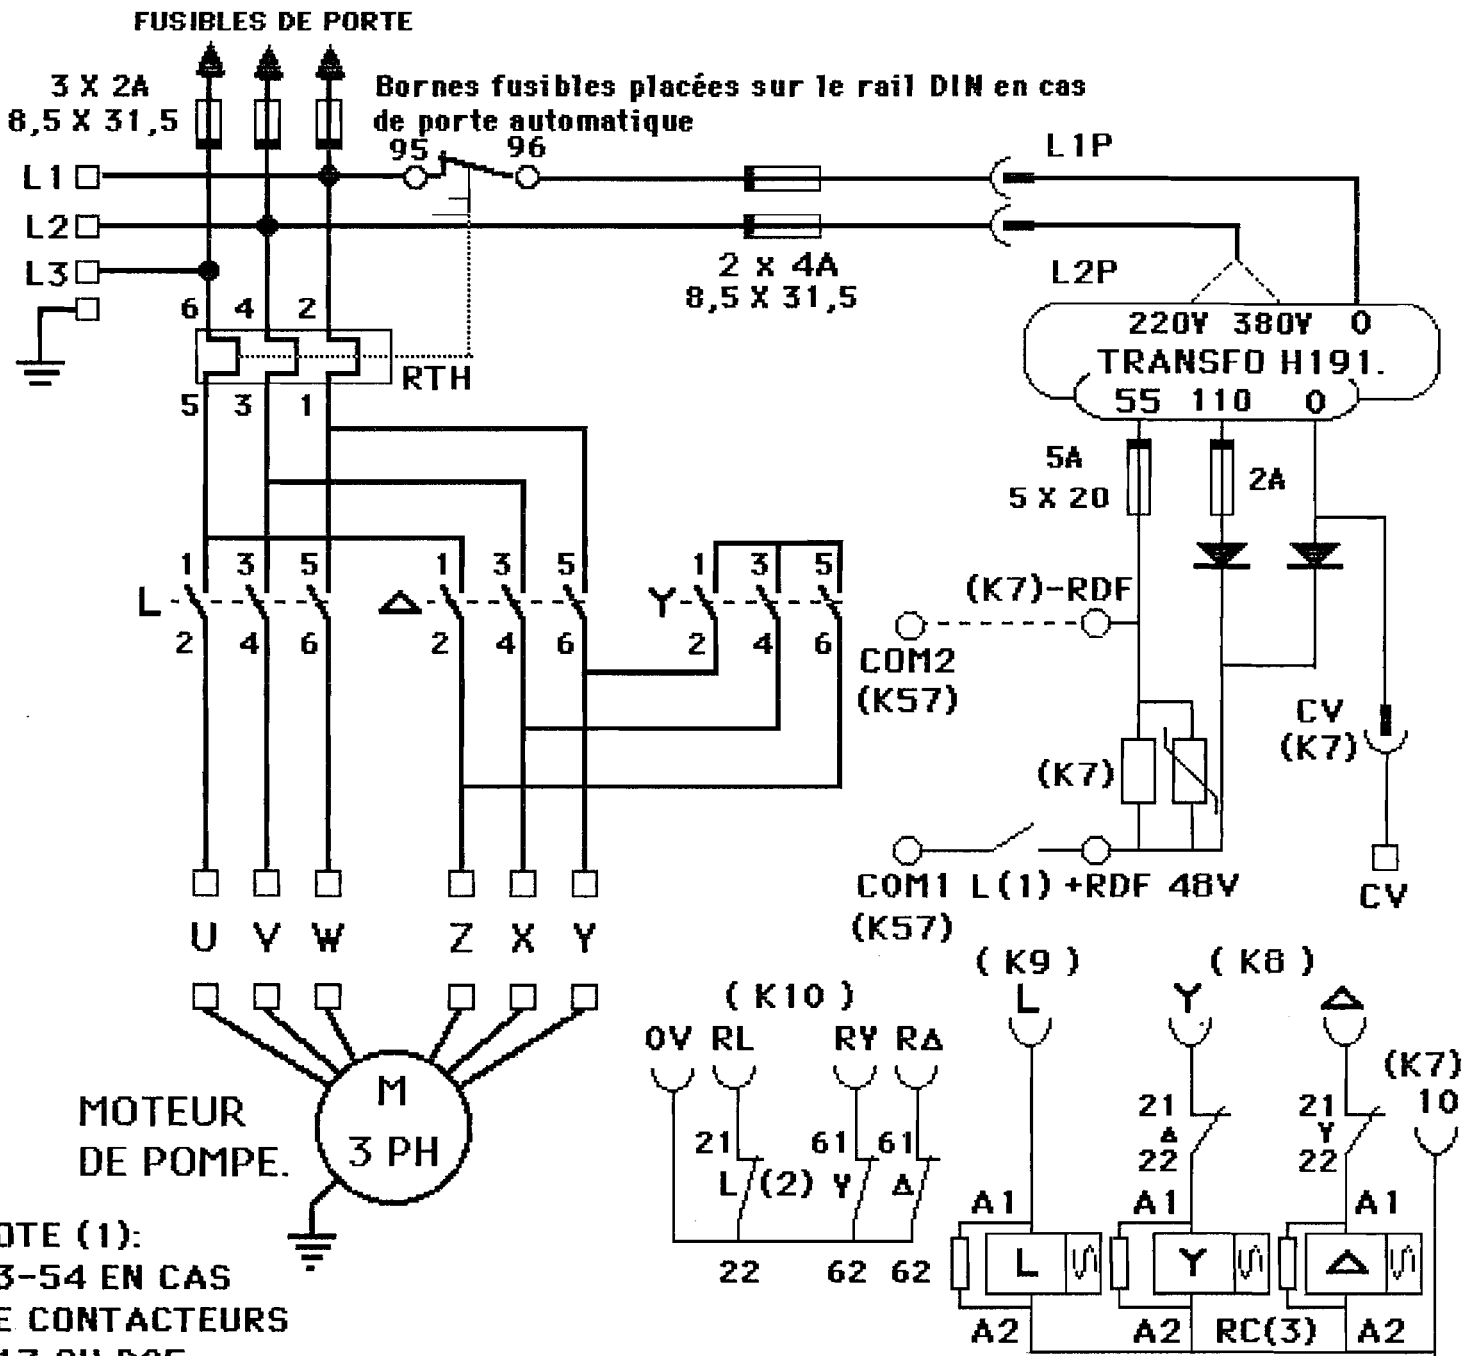 FUSIBLES DE PORTE
3 X 2A
8,5 X 31,5
Bornes fusibles placées sur le rail DIN en cas
de porte automatique
95 96
L1P
L1
L2
L3
2 x 4A
8,5 X 31,5
L2P
6 4 2
220V 380V 0
TRANSFO H191.
RTH
5 3 1
55 110 0
5A
5 X 20
2A
1 3 5 1 3 5 1 3 5
L Δ Y
2 4 6 2 4 6 2 4 6
(K7)-RDF
COM2
(K57)
CV
(K7)
(K7)
COM1 L(1) +RDF 48V
(K57)
CV
U V W Z X Y
(K9) (K8)
L Y Δ
(K10)
0V RL RY RΔ
(K7)
10
M
3 PH
MOTEUR
DE POMPE.
21 21
Δ Y
22 22
21 61 61
L (2) Y Δ
22 62 62
A1 A1 A1
L Y Δ
A2 A2 RC(3) A2
OTE (1):
3-54 EN CAS
E CONTACTEURS